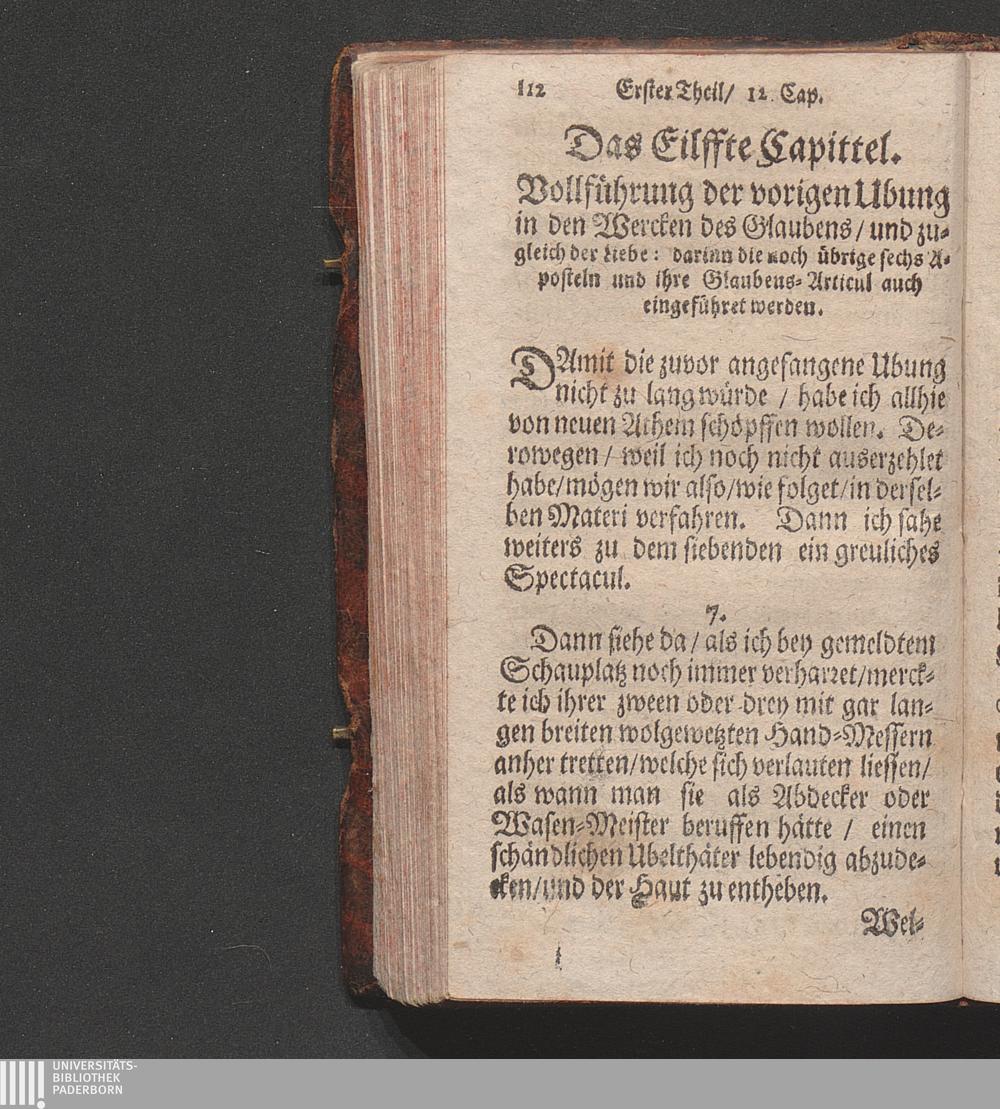 112 Erster Theil/ 12. Cap.
Das Eilffte Capittel.
Vollführung der vorigen Ubung
in den Wercken des Glaubens/ und zu-
gleich der Liebe: darinn die noch übrige sechs A-
posteln und ihre Glaubens-Articul auch
eingeführet werden.
DAmit die zuvor angefangene Ubung
nicht zu lang würde / habe ich allhie
von neuen Athem schöpffen wollen. De-
rowegen/ weil ich noch nicht auserzehlet
habe/mögen wir also/wie folget/in dersel-
ben Materi verfahren. Dann ich sahe
weiters zu dem siebenden ein greuliches
Spectacul.
7.
Dann siehe da/ als ich bey gemeldtem
Schauplatz noch immer verharret/merck-
te ich ihrer zween oder drey mit gar lan-
gen breiten wolgewetzten Hand-Messern
anher tretten/welche sich verlauten liessen/
als wann man sie als Abdecker oder
Wasen-Meister beruffen hätte / einen
schändlichen Ubelthäter lebendig abzude-
cken/und der Haut zu entheben.
Wel-
UNIVERSITÄTS-
BIBLIOTHEK
PADERBORN